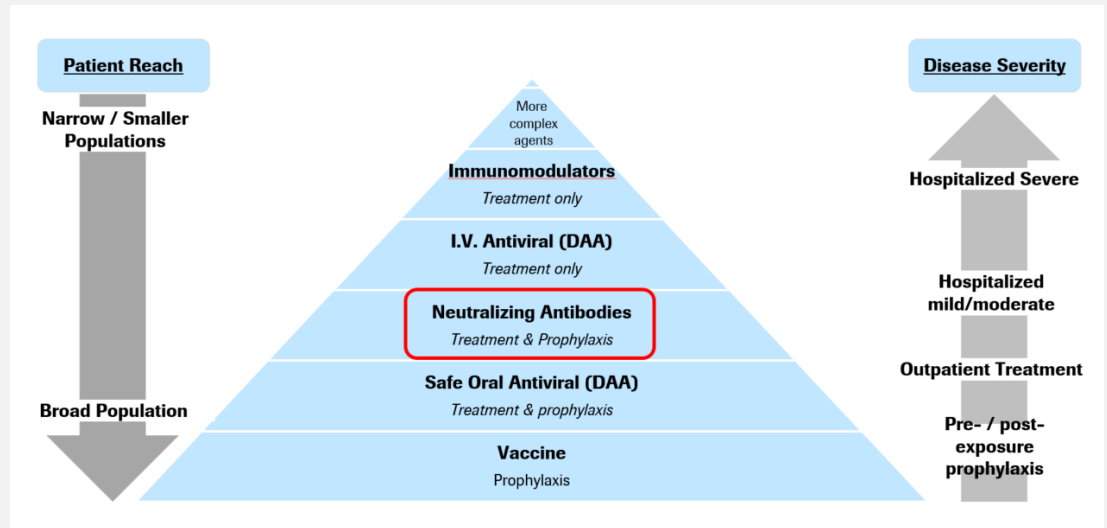 Patient Reach
Narrow / Smaller
Populations
Broad Population
More
complex
agents
Immunomodulators
Treatment only
I.V. Antiviral (DAA)
Treatment only
Neutralizing Antibodies
Treatment & Prophylaxis
Safe Oral Antiviral (DAA)
Treatment & prophylaxis
Vaccine
Prophylaxis
Disease Severity
Hospitalized Severe
Hospitalized
mild/moderate
Outpatient Treatment
Pre- / post-
exposure
prophylaxis